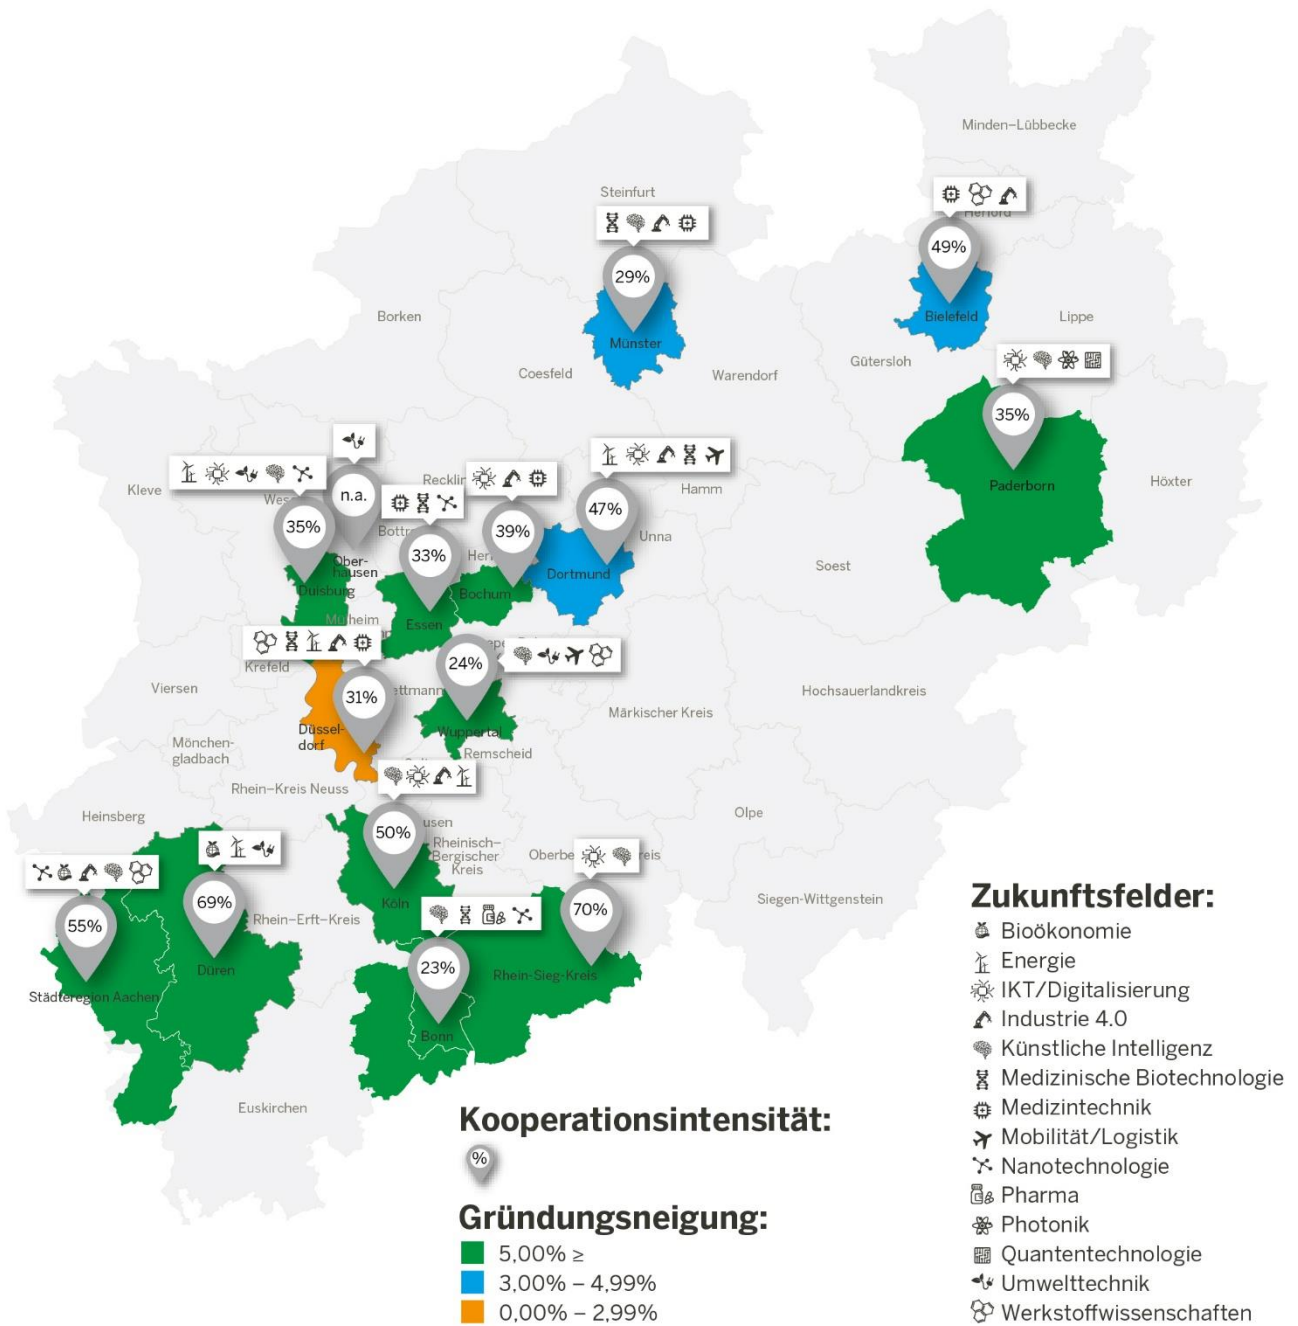 Minden–Lübbecke
Steinfurt
Herford
49%
29%
Borken
Bielefeld
Lippe
Münster
Gütersloh
Coesfeld
Warendorf
35%
Kleve
n.a.
Hamm
Paderborn
Höxter
35%
33%
39%
47%
Unna
Ober-
hausen
Soest
Duisburg
Essen
Bochum
Dortmund
Krefeld
24%
Viersen
31%
Hochsauerlandkreis
Märkischer Kreis
Düssel-
dorf
Wuppertal
Mönchen-
gladbach
Remscheid
Rhein–Kreis Neuss
Heinsberg
50%
Olpe
Rheinisch–
Bergischer
Kreis
Siegen-Wittgenstein
69%
Köln
70%
Rhein–Erft–Kreis
55%
Düren
23%
Rhein-Sieg-Kreis
Städteregion Aachen
Bonn
Euskirchen
Kooperationsintensität:
%
Gründungsneigung:
5,00% ≥
3,00% – 4,99%
0,00% – 2,99%
Zukunftsfelder:
Bioökonomie
Energie
IKT/Digitalisierung
Industrie 4.0
Künstliche Intelligenz
Medizinische Biotechnologie
Medizintechnik
Mobilität/Logistik
Nanotechnologie
Pharma
Photonik
Quantentechnologie
Umwelttechnik
Werkstoffwissenschaften